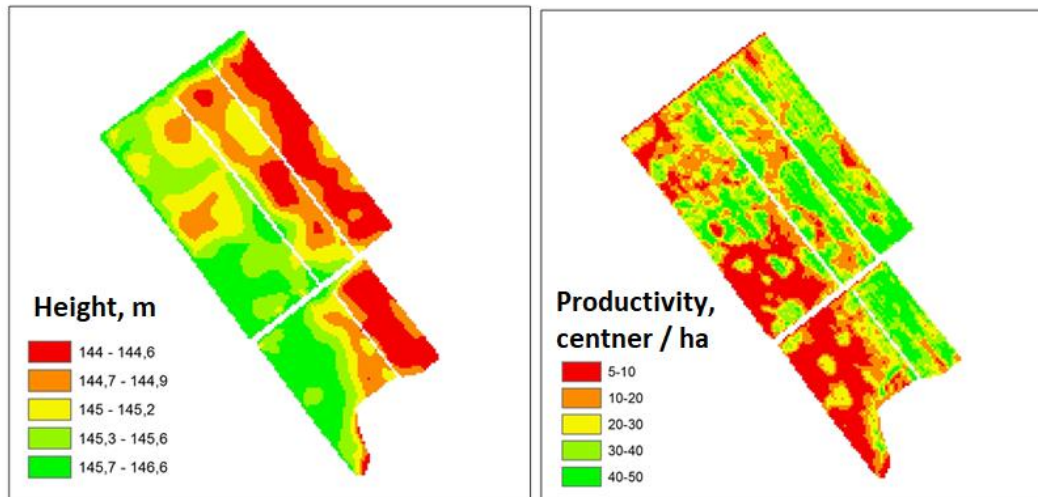 Height, m
144 - 144,6
144,7 - 144,9
145 - 145,2
145,3 - 145,6
145,7 - 146,6
Productivity,
centner / ha
5-10
10-20
20-30
30-40
40-50